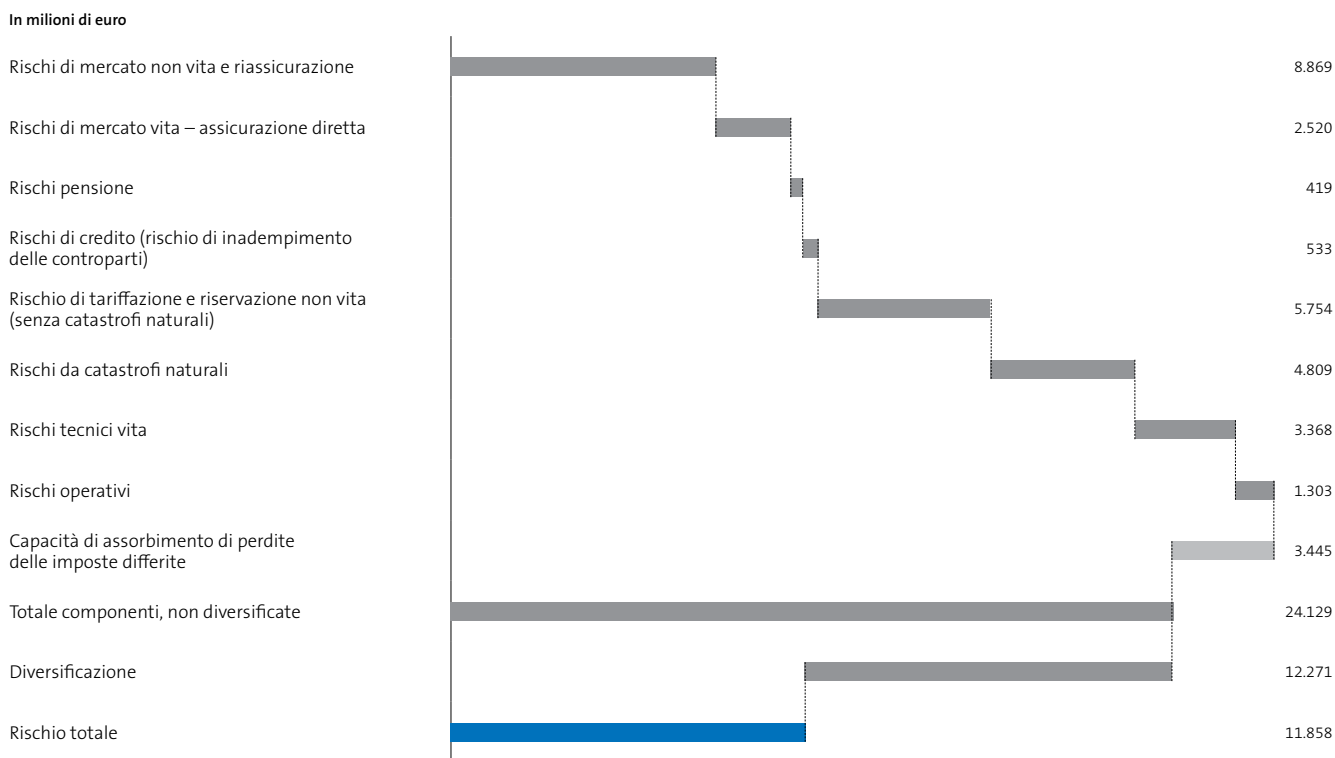 In milioni di euro
Rischi di mercato non vita e riassicurazione 8.869
Rischi di mercato vita – assicurazione diretta 2.520
Rischi pensione 419
Rischi di credito (rischio di inadempimento
delle controparti) 533
Rischio di tariffazione e riservazione non vita
(senza catastrofi naturali) 5.754
Rischi da catastrofi naturali 4.809
Rischi tecnici vita 3.368
Rischi operativi 1.303
Capacità di assorbimento di perdite
delle imposte differite 3.445
Totale componenti, non diversificate 24.129
Diversificazione 12.271
Rischio totale 11.858